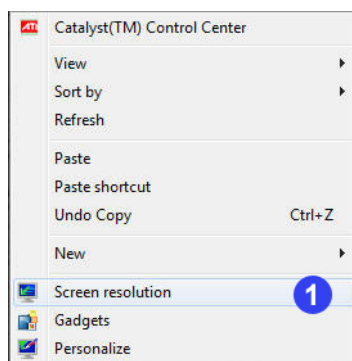 ATI Catalyst(TM) Control Center
View
Sort by
Refresh
Paste
Paste shortcut
Undo Copy Ctrl+Z
New
Screen resolution 1
Gadgets
Personalize